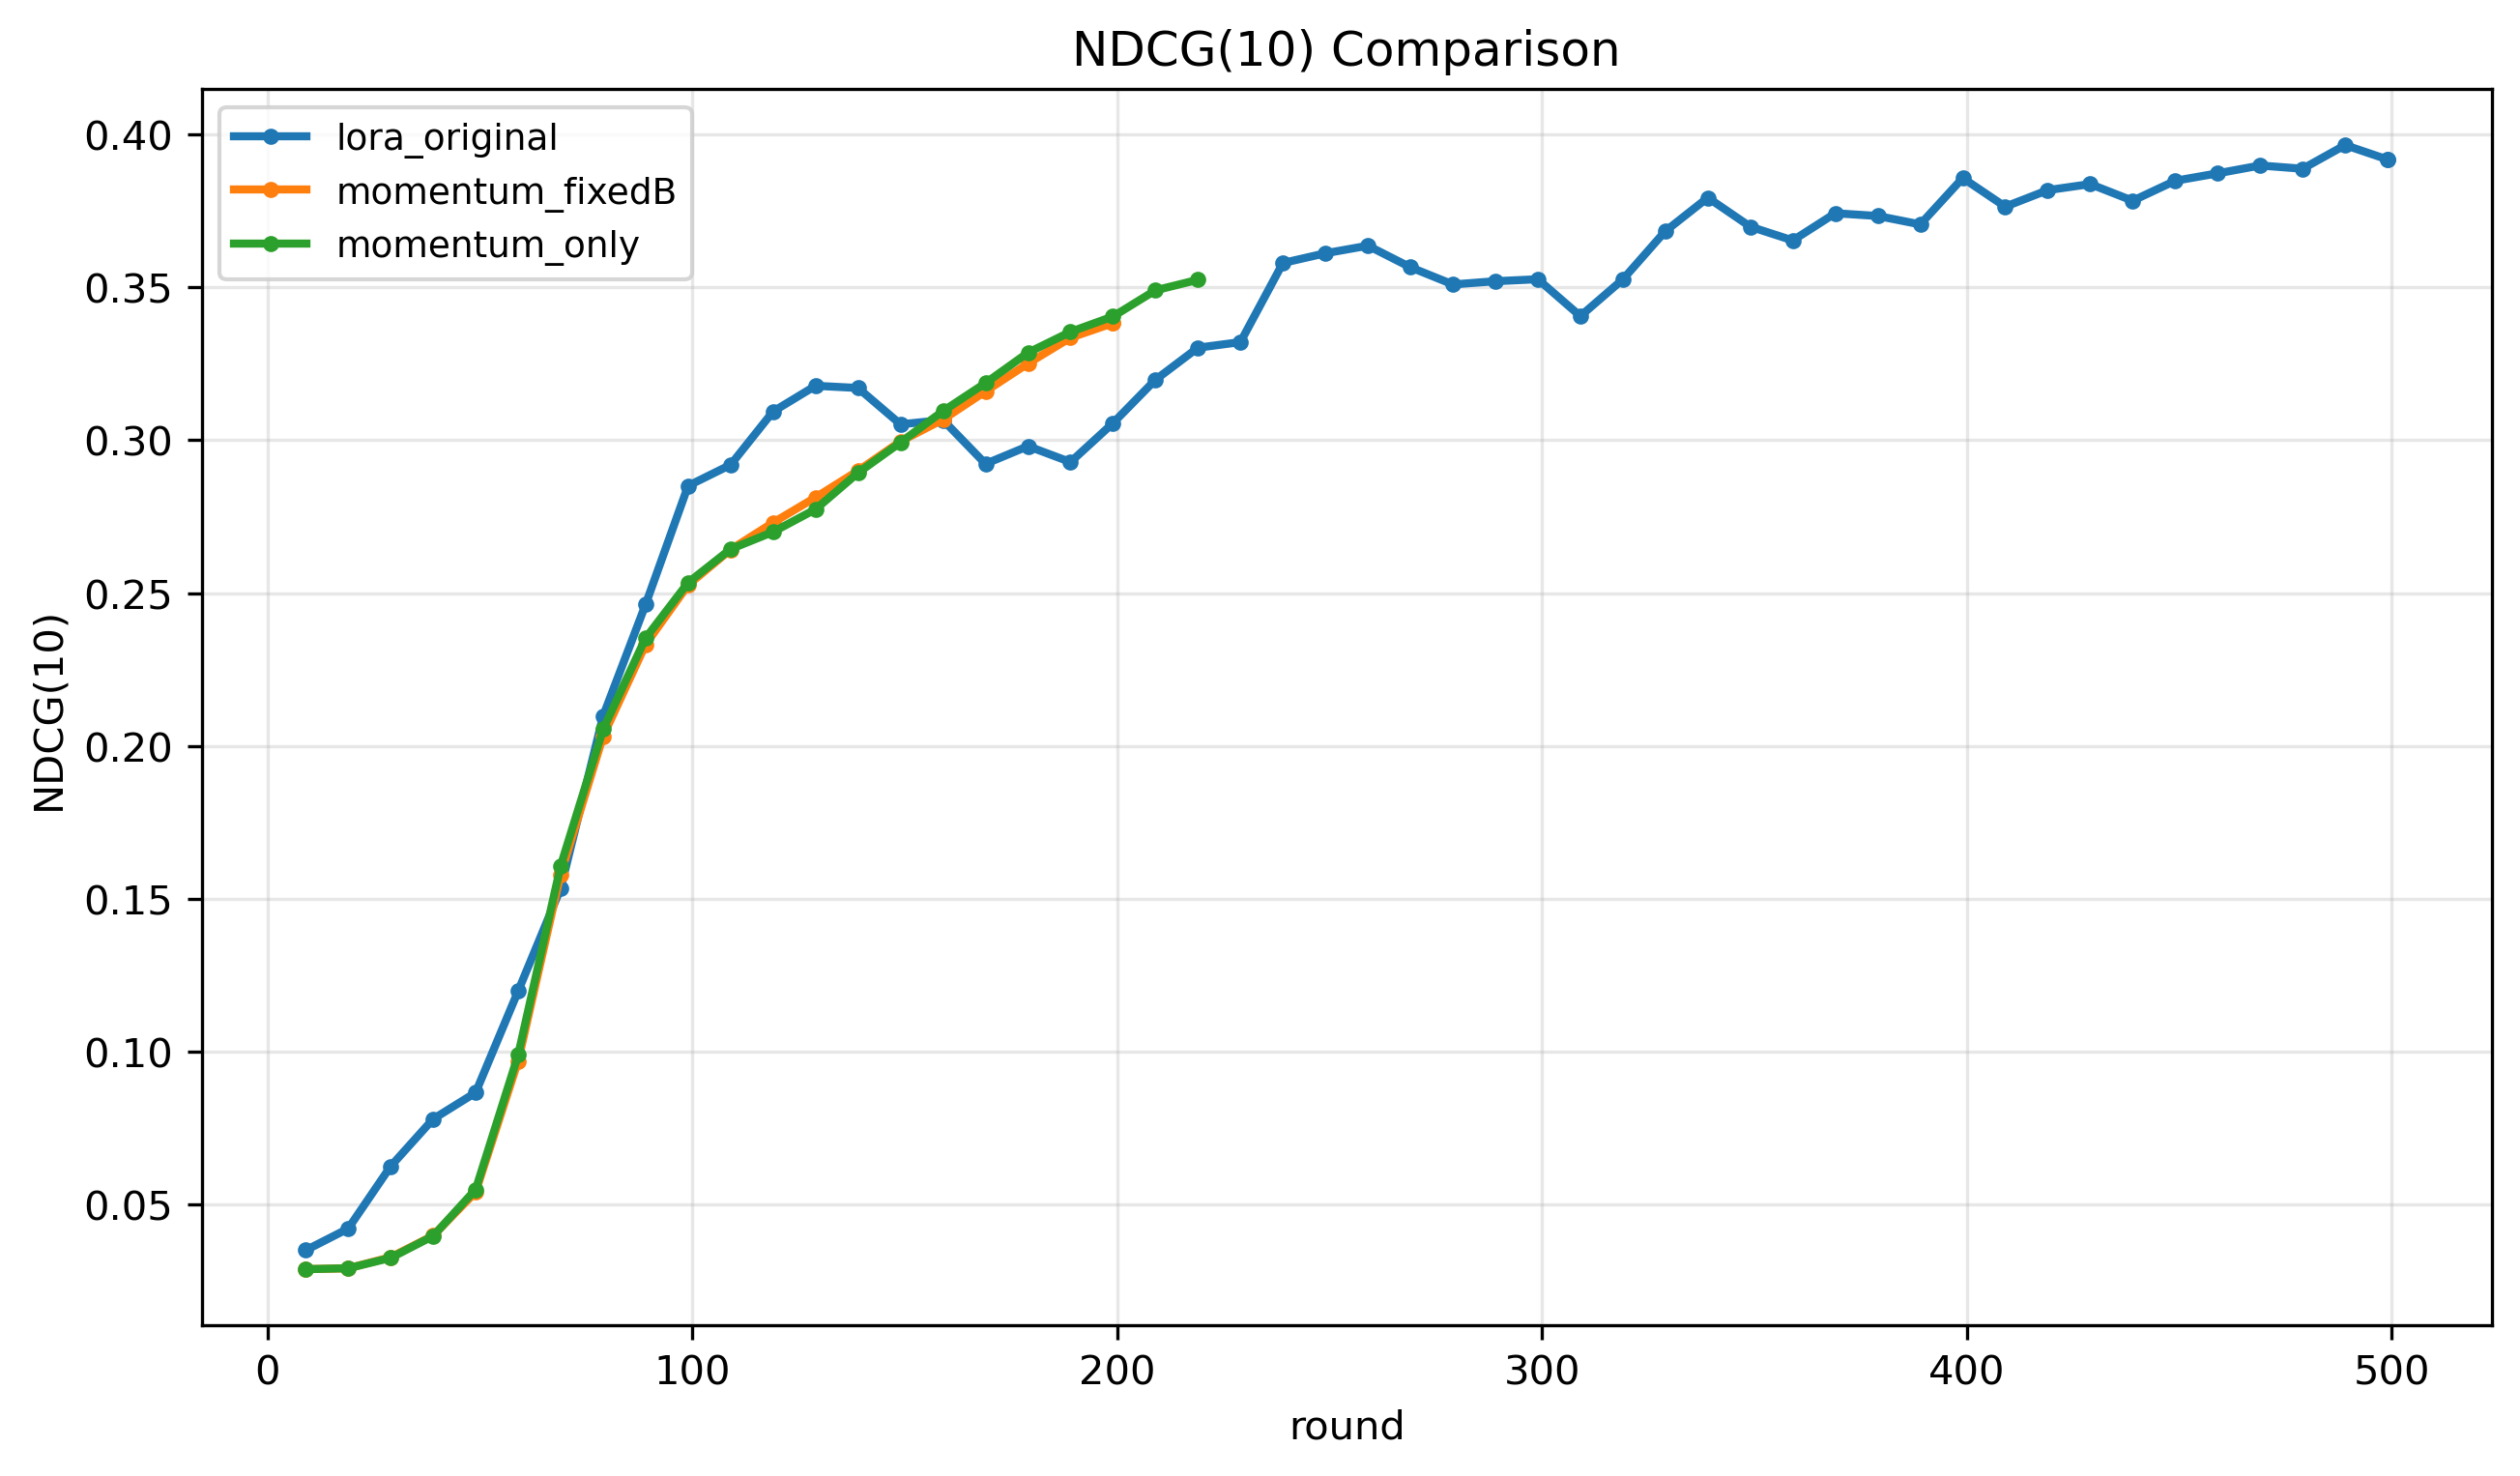 NDCG(10) Comparison
lora_original
momentum_fixedB
momentum_only
0.40
0.35
0.30
0.25
0.20
0.15
0.10
0.05
NDCG(10)
0 100 200 300 400 500
round